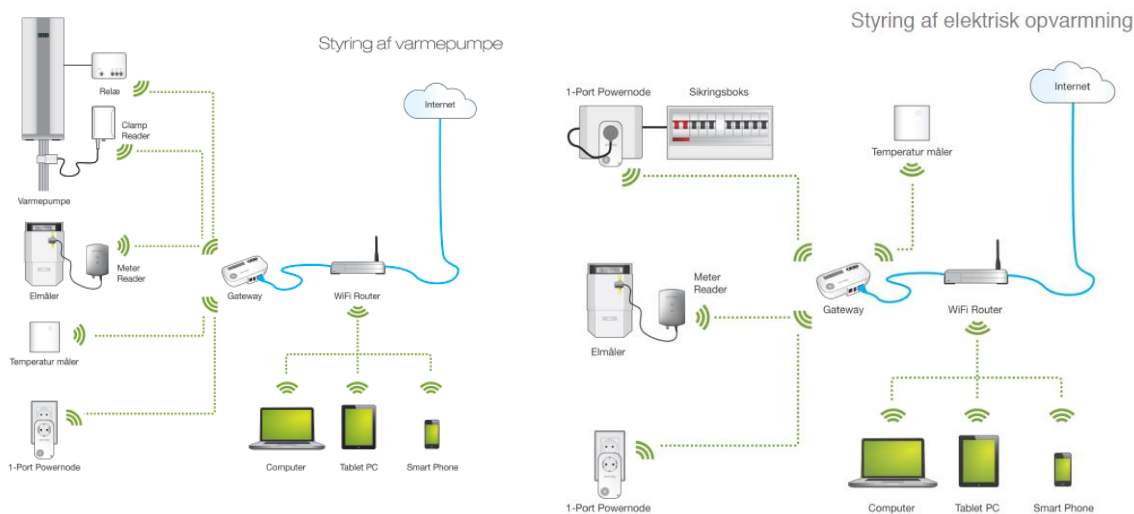 Styring af varmepumpe
Relæ
Clamp
Reader
Varmepumpe
Internet
Meter
Reader
Elmåler
Gateway
WiFi Router
Temperatur måler
1-Port Powernode
Computer
Tablet PC
Smart Phone
Styring af elektrisk opvarmning
1-Port Powernode
Sikringsboks
Internet
Temperatur måler
Meter
Reader
Elmåler
Gateway
WiFi Router
1-Port Powernode
Computer
Tablet PC
Smart Phone